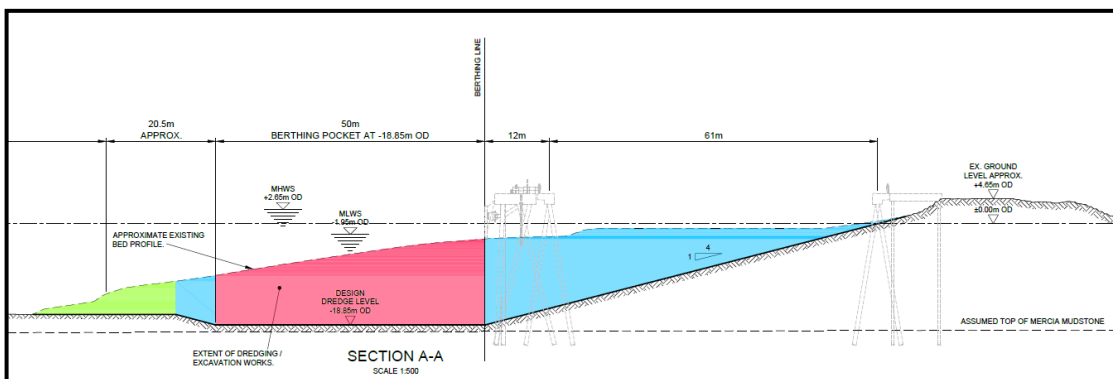 BERTHING LINE
20.5m
APPROX.
50m
BERTHING POCKET AT -18.85m OD
12m
61m
MHWS
+2.65m OD
MLWS
-1.95m OD
EX. GROUND
LEVEL APPROX.
+4.65m OD
±0.00m OD
APPROXIMATE EXISTING
BED PROFILE.
4
1
DESIGN
DREDGE LEVEL
-18.85m OD
ASSUMED TOP OF MERCIA MUDSTONE
EXTENT OF DREDGING /
EXCAVATION WORKS.
SECTION A-A
SCALE 1:500